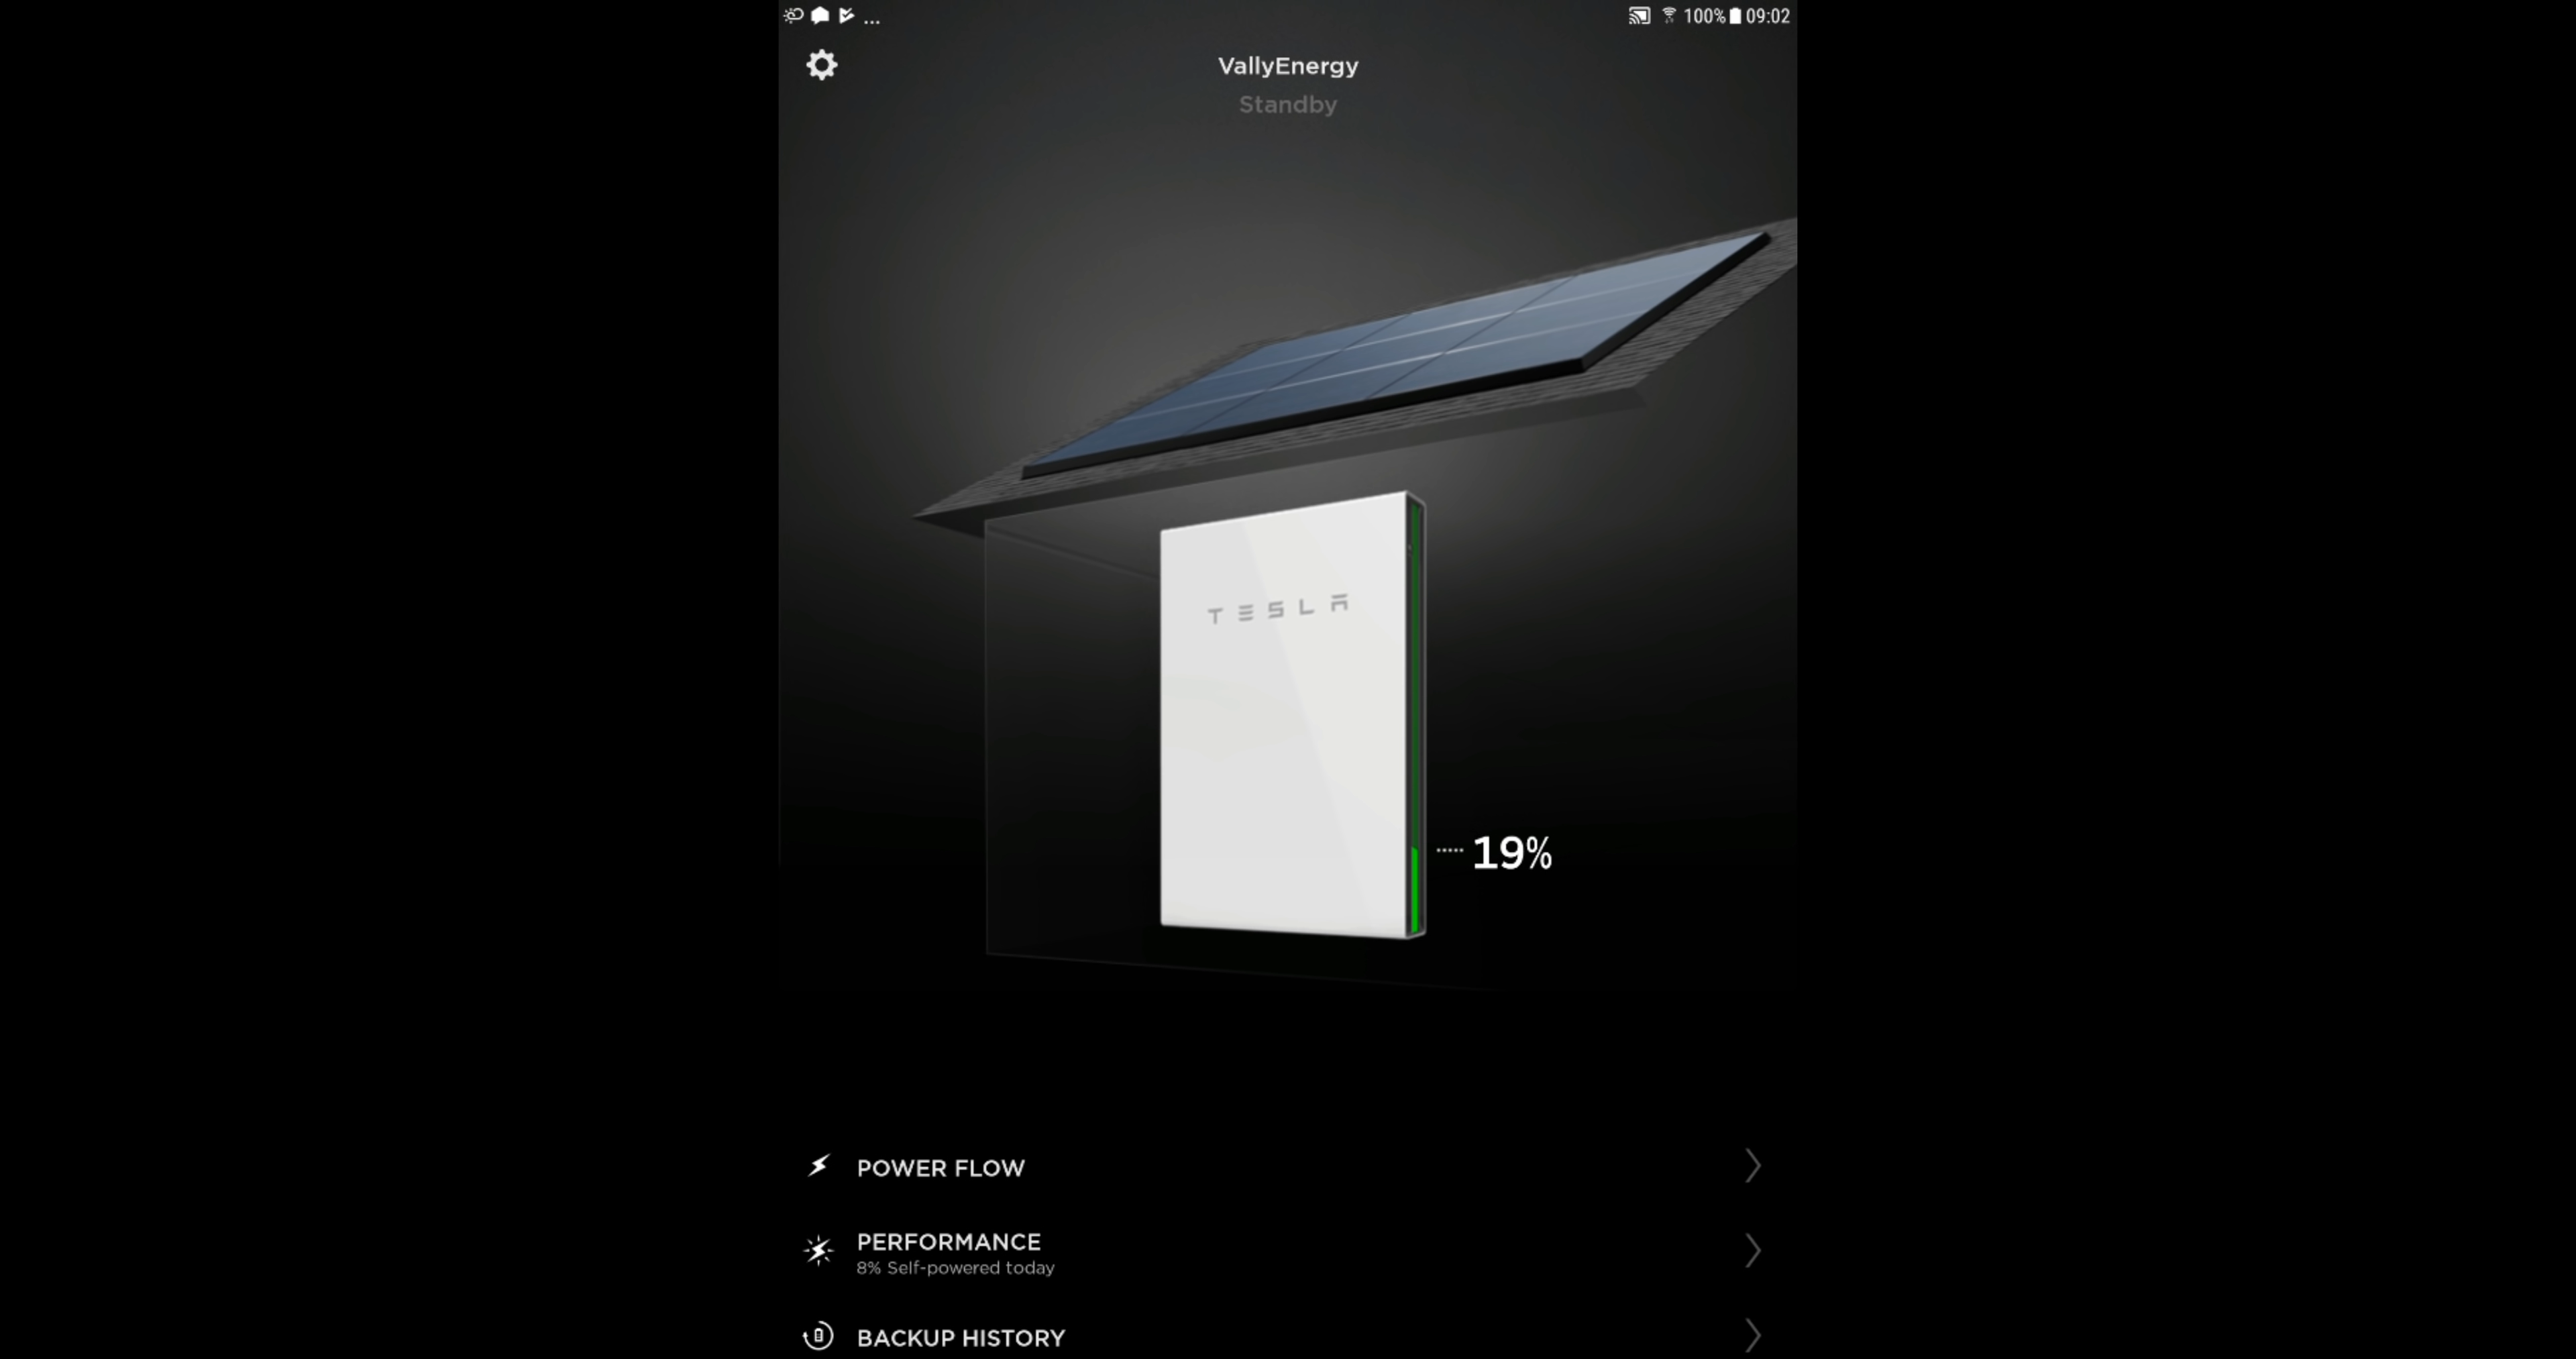 ... 100% 09:02
VallyEnergy
Standby
TESLA
19%
POWER FLOW
PERFORMANCE
8% Self-powered today
BACKUP HISTORY